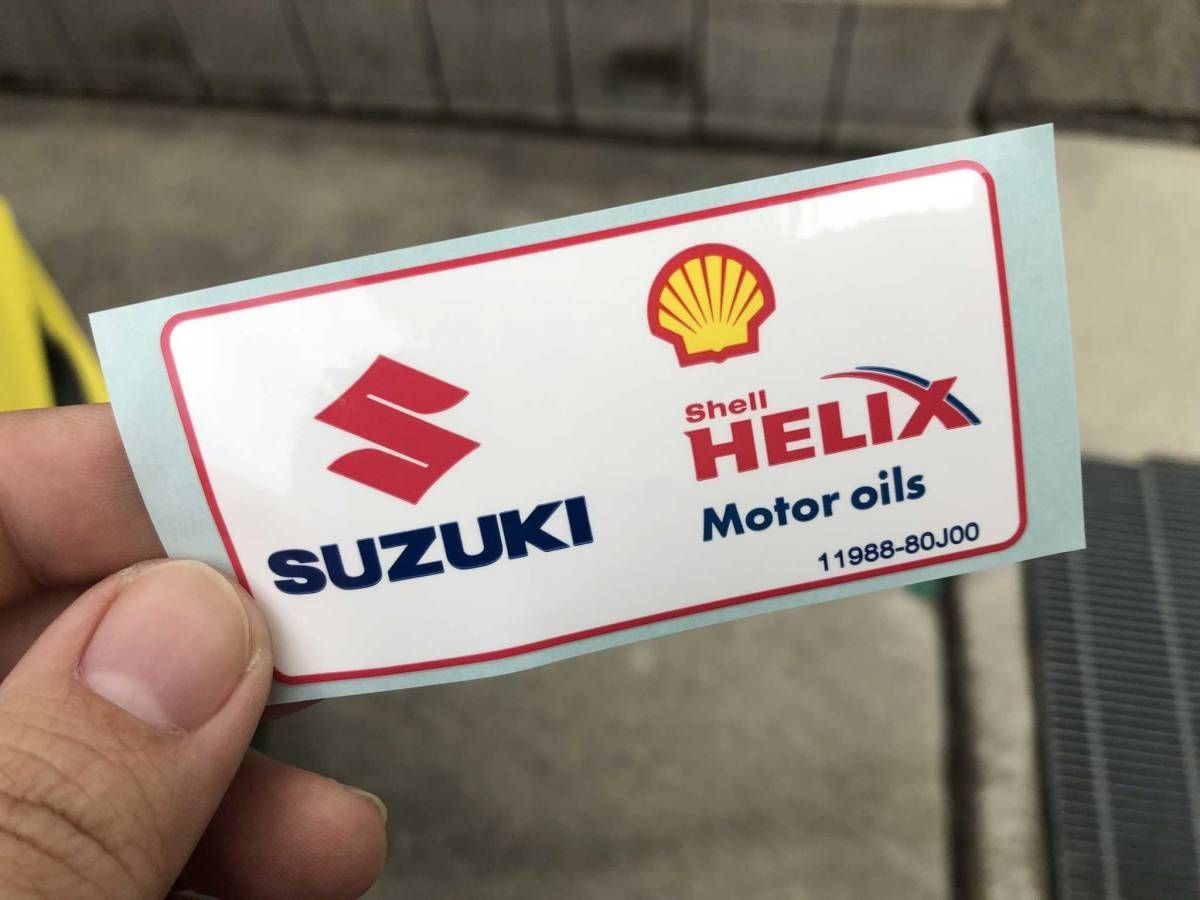 SUZUKI
Shell
HELIX
Motor oils
11988-80J00